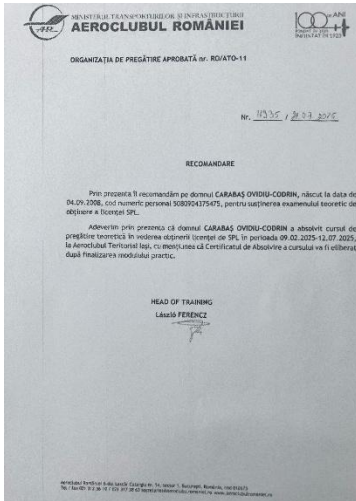 MINISTERUL TRANSPORTURILOR ȘI INFRASTRUCTURII
AEROCLUBUL ROMÂNIEI
100 DE ANI
ORGANIZAȚIA DE PREGĂTIRE APROBATĂ nr. RO/ATO-11
Nr.
RECOMANDARE
Prin prezenta îl recomandăm pe domnul CARABAȘ OVIDIU-CODRIN, născut la data de
04.09.2008, cod numeric personal 5080904375475, pentru susținerea examenului teoretic de
obținere a licenței SPL.
Adeverim prin prezenta că domnul CARABAȘ OVIDIU-CODRIN a absolvit cursul de
pregătire teoretică în vederea obținerii licenței de SPL în perioada 09.02.2025-12.07.2025,
la Aeroclubul Teritorial Iași, cu mențiunea că Certificatul de Absolvire a cursului va fi eliberat
după finalizarea modulului practic.
HEAD OF TRAINING
László FERENCZ